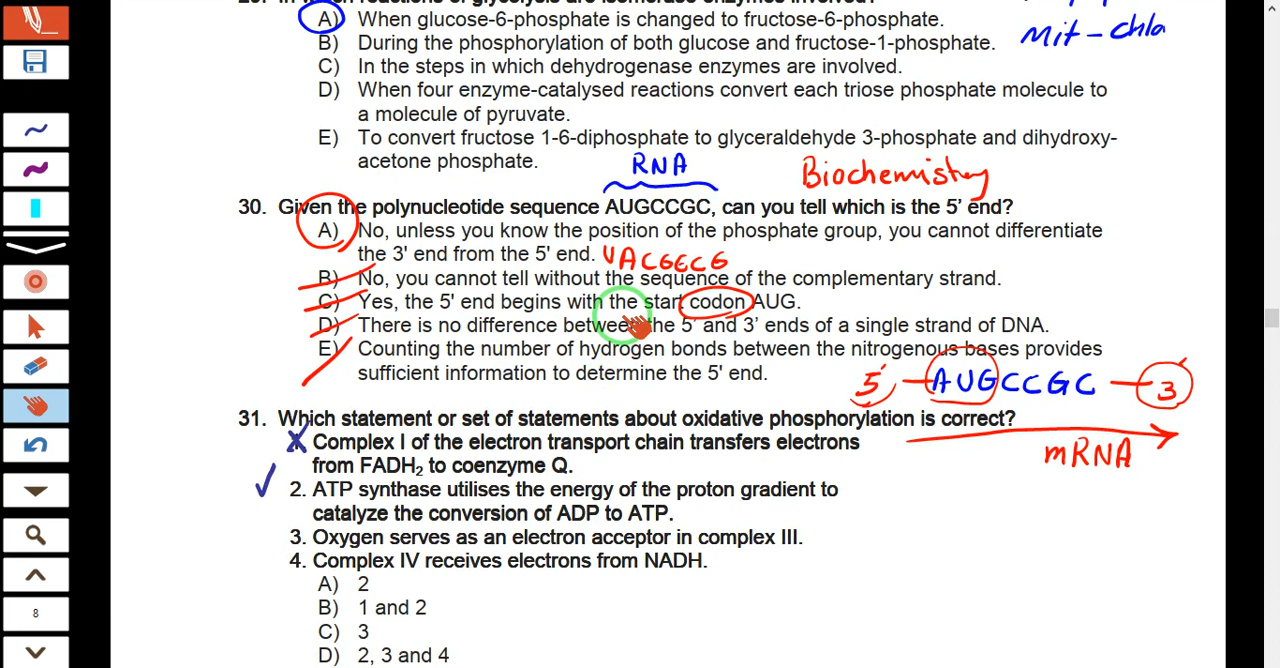 29. In which reactions of glycolysis are isomerase enzymes involved?
A) When glucose-6-phosphate is changed to fructose-6-phosphate.
Mit - Chlo
B) During the phosphorylation of both glucose and fructose-1-phosphate.
C) In the steps in which dehydrogenase enzymes are involved.
D) When four enzyme-catalysed reactions convert each triose phosphate molecule to
a molecule of pyruvate.
E) To convert fructose 1-6-diphosphate to glyceraldehyde 3-phosphate and dihydroxy-
acetone phosphate.
RNA
Biochemistry
30. Given the polynucleotide sequence AUGCCGC, can you tell which is the 5’ end?
A) No, unless you know the position of the phosphate group, you cannot differentiate
the 3' end from the 5' end.
UACGGCG
B) No, you cannot tell without the sequence of the complementary strand.
C) Yes, the 5' end begins with the start codon AUG.
D) There is no difference between the 5’ and 3’ ends of a single strand of DNA.
E) Counting the number of hydrogen bonds between the nitrogenous bases provides
sufficient information to determine the 5' end.
5' - AUGCCGC - 3'
mRNA
31. Which statement or set of statements about oxidative phosphorylation is correct?
Complex I of the electron transport chain transfers electrons
from FADH2 to coenzyme Q.
2. ATP synthase utilises the energy of the proton gradient to
catalyze the conversion of ADP to ATP.
3. Oxygen serves as an electron acceptor in complex III.
4. Complex IV receives electrons from NADH.
A) 2
B) 1 and 2
C) 3
D) 2, 3 and 4
8